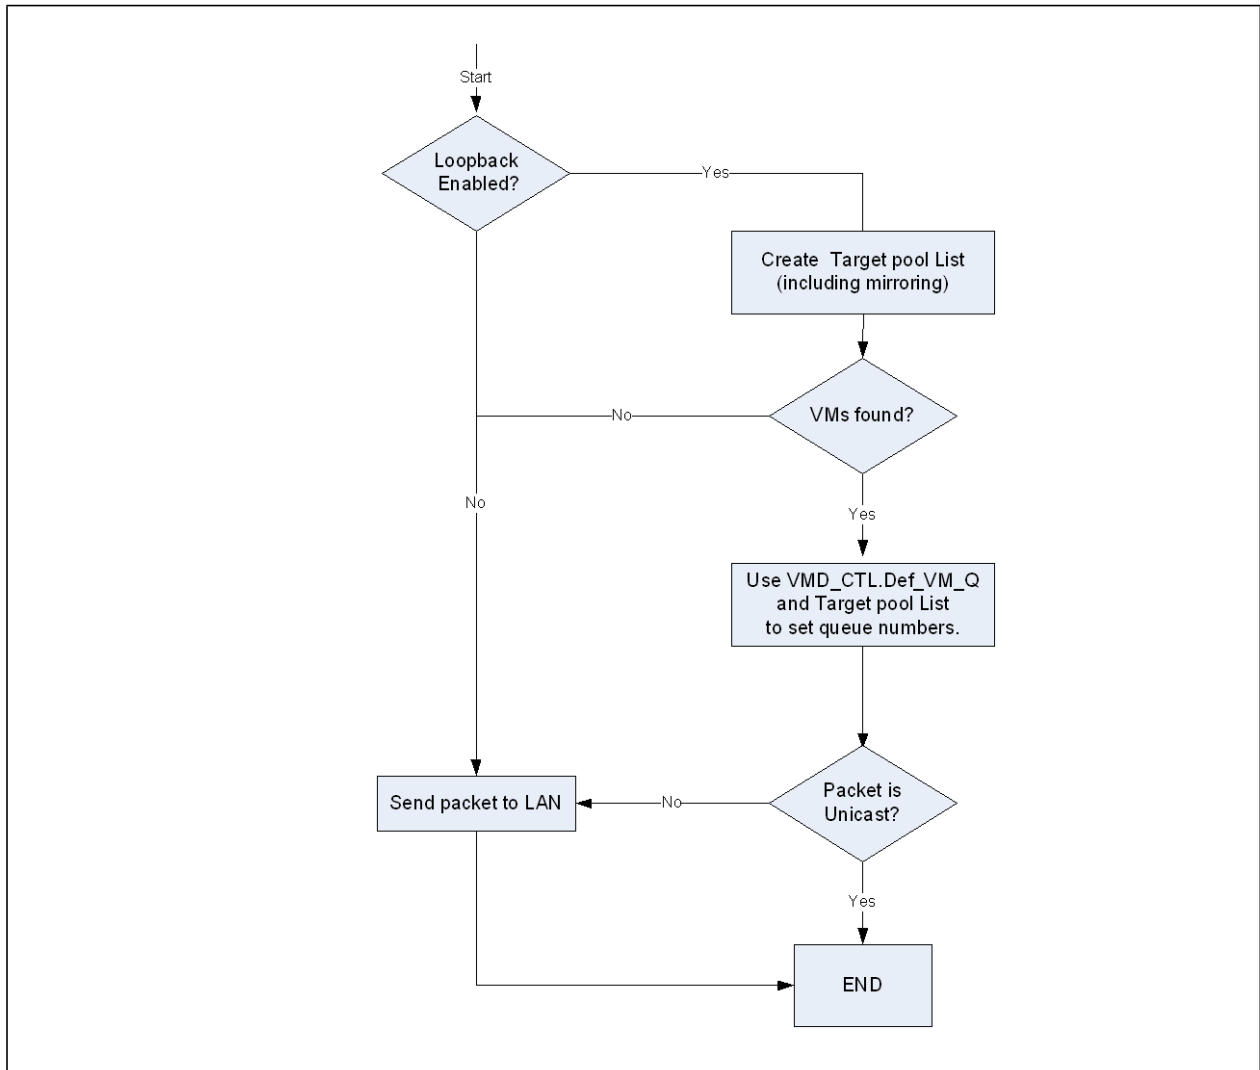 Start
Loopback
Enabled?
Yes
Create Target pool List
(including mirroring)
VMs found?
No
No
Yes
Use VMD_CTL.Def_VM_Q
and Target pool List
to set queue numbers.
Send packet to LAN
No
Packet is
Unicast?
Yes
END